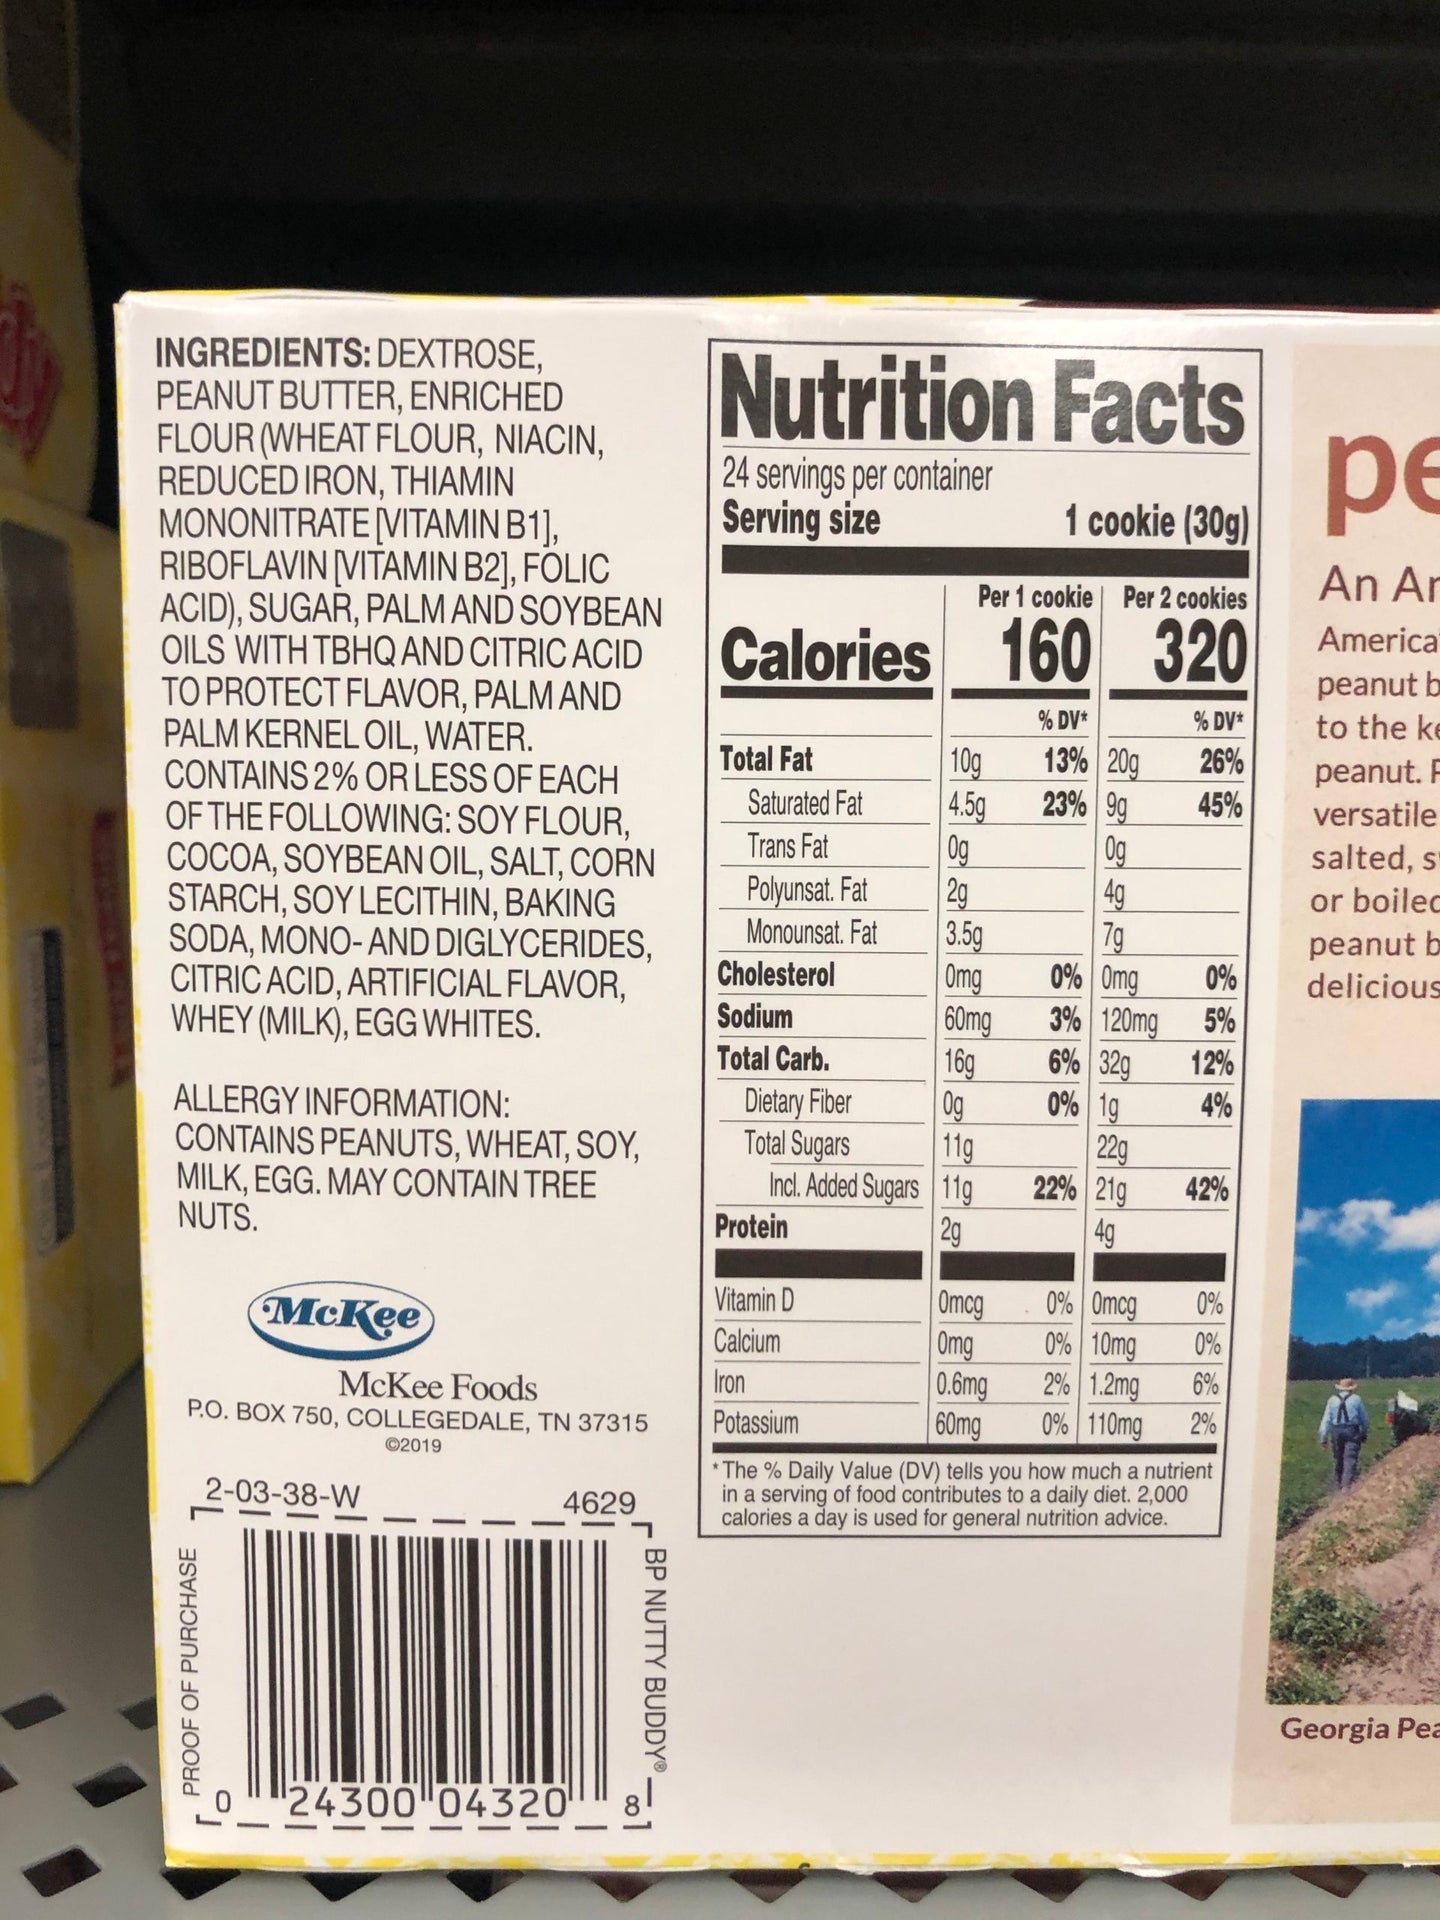 INGREDIENTS: DEXTROSE,
PEANUT BUTTER, ENRICHED
FLOUR (WHEAT FLOUR, NIACIN,
REDUCED IRON, THIAMIN
MONONITRATE [VITAMIN B1],
RIBOFLAVIN [VITAMIN B2], FOLIC
ACID), SUGAR, PALM AND SOYBEAN
OILS WITH TBHQ AND CITRIC ACID
TO PROTECT FLAVOR, PALM AND
PALM KERNEL OIL, WATER.
CONTAINS 2% OR LESS OF EACH
OF THE FOLLOWING: SOY FLOUR,
COCOA, SOYBEAN OIL, SALT, CORN
STARCH, SOY LECITHIN, BAKING
SODA, MONO- AND DIGLYCERIDES,
CITRIC ACID, ARTIFICIAL FLAVOR,
WHEY (MILK), EGG WHITES.
ALLERGY INFORMATION:
CONTAINS PEANUTS, WHEAT, SOY,
MILK, EGG. MAY CONTAIN TREE
NUTS.
McKee
McKee Foods
P.O. BOX 750, COLLEGEDALE, TN 37315
©2019
2-03-38-W 4629
PROOF OF PURCHASE
BP NUTTY BUDDY®
0 24300 04320 8
Nutrition Facts
24 servings per container
Serving size 1 cookie (30g)
Per 1 cookie Per 2 cookies
Calories 160 320
% DV* % DV*
Total Fat 10g 13% 20g 26%
Saturated Fat 4.5g 23% 9g 45%
Trans Fat 0g 0g
Polyunsat. Fat 2g 4g
Monounsat. Fat 3.5g 7g
Cholesterol 0mg 0% 0mg 0%
Sodium 60mg 3% 120mg 5%
Total Carb. 16g 6% 32g 12%
Dietary Fiber 0g 0% 1g 4%
Total Sugars 11g 22g
Incl. Added Sugars 11g 22% 21g 42%
Protein 2g 4g
Vitamin D 0mcg 0% 0mcg 0%
Calcium 0mg 0% 10mg 0%
Iron 0.6mg 2% 1.2mg 6%
Potassium 60mg 0% 110mg 2%
* The % Daily Value (DV) tells you how much a nutrient
in a serving of food contributes to a daily diet. 2,000
calories a day is used for general nutrition advice.
pe
An Am
America'
peanut b
to the ke
peanut.
versatile
salted,
or boiled
peanut b
delicious
Georgia Pea